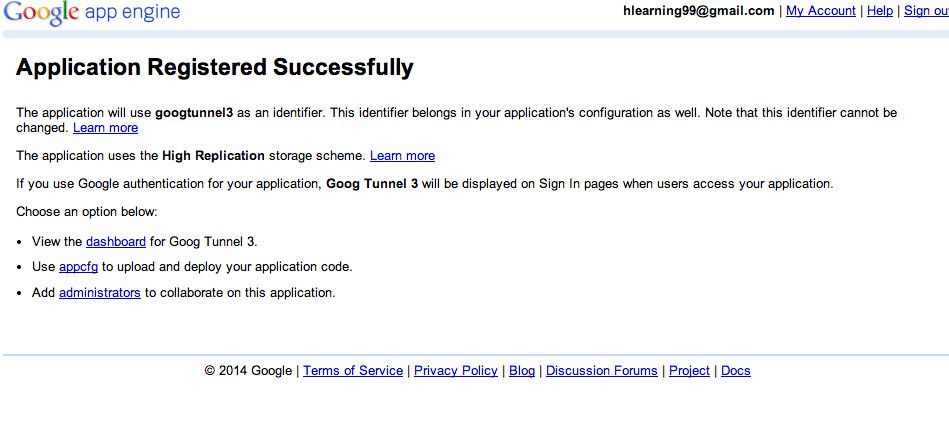 Google app engine
hlearning99@gmail.com | My Account | Help | Sign ou
Application Registered Successfully
The application will use googtunnel3 as an identifier. This identifier belongs in your application's configuration as well. Note that this identifier cannot be
changed. Learn more
The application uses the High Replication storage scheme. Learn more
If you use Google authentication for your application, Goog Tunnel 3 will be displayed on Sign In pages when users access your application.
Choose an option below:
• View the dashboard for Goog Tunnel 3.
• Use appcfg to upload and deploy your application code.
• Add administrators to collaborate on this application.
© 2014 Google | Terms of Service | Privacy Policy | Blog | Discussion Forums | Project | Docs